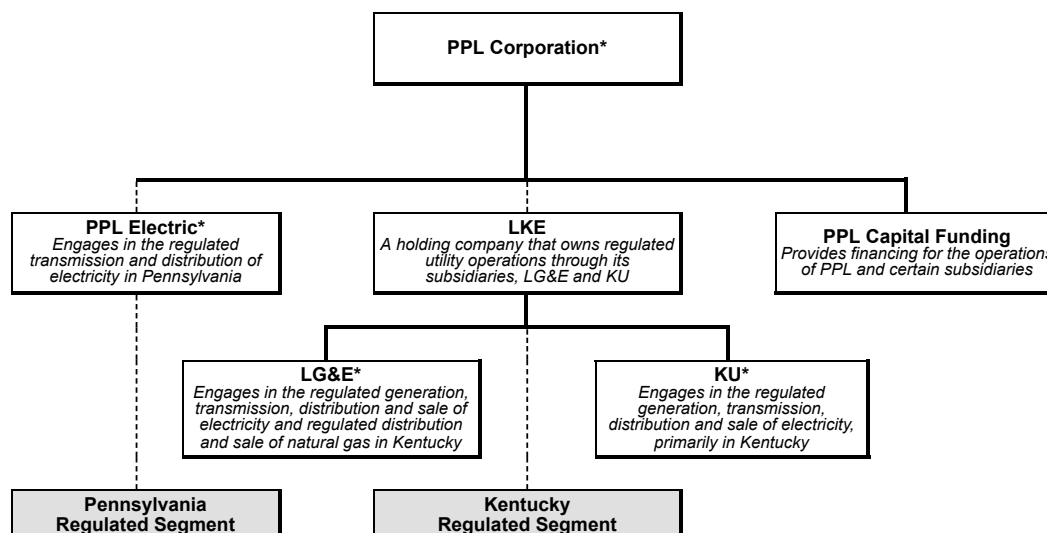 PPL Corporation*
PPL Electric*
Engages in the regulated
transmission and distribution of
electricity in Pennsylvania
LKE
A holding company that owns regulated
utility operations through its
subsidiaries, LG&E and KU
PPL Capital Funding
Provides financing for the operations
of PPL and certain subsidiaries
LG&E*
Engages in the regulated generation,
transmission, distribution and sale of
electricity and regulated distribution
and sale of natural gas in Kentucky
KU*
Engages in the regulated
generation, transmission,
distribution and sale of electricity,
primarily in Kentucky
Pennsylvania
Regulated Segment
Kentucky
Regulated Segment